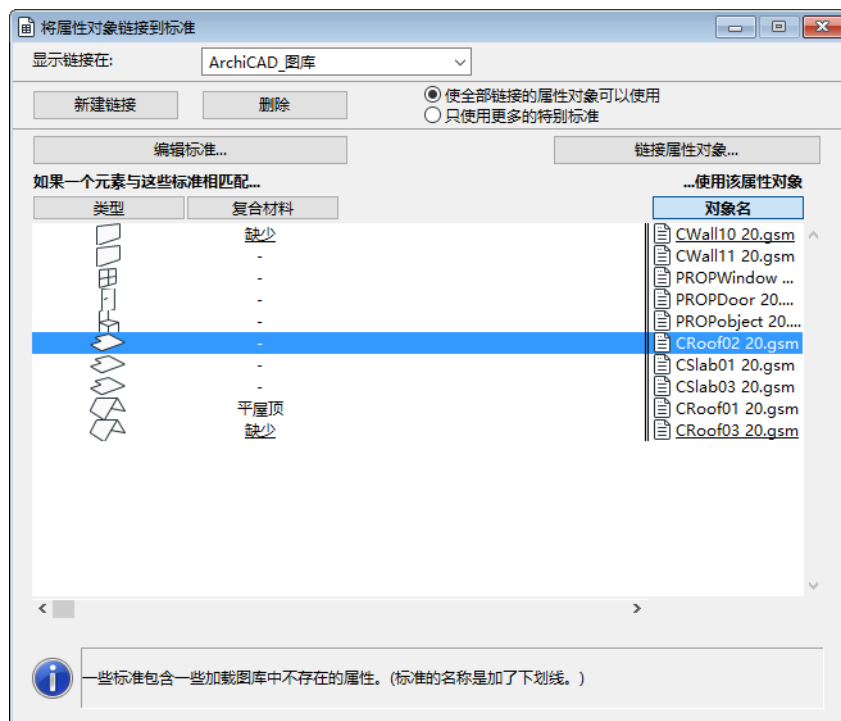 将属性对象链接到标准
显示链接在: ArchiCAD_图库
新建链接 删除 使全部链接的属性对象可以使用
只使用更多的特别标准
编辑标准... 链接属性对象...
如果一个元素与这些标准相匹配... ...使用该属性对象
类型 复合材料 对象名
缺少 CWall10 20.gsm
- CWall11 20.gsm
- PROPWindow ...
- PROPDoor 20....
- PROPobject 20....
- CRoof02 20.gsm
- CSlab01 20.gsm
- CSlab03 20.gsm
平屋顶 CRoof01 20.gsm
缺少 CRoof03 20.gsm
一些标准包含一些加载图库中不存在的属性。(标准的名称是加了下划线。)